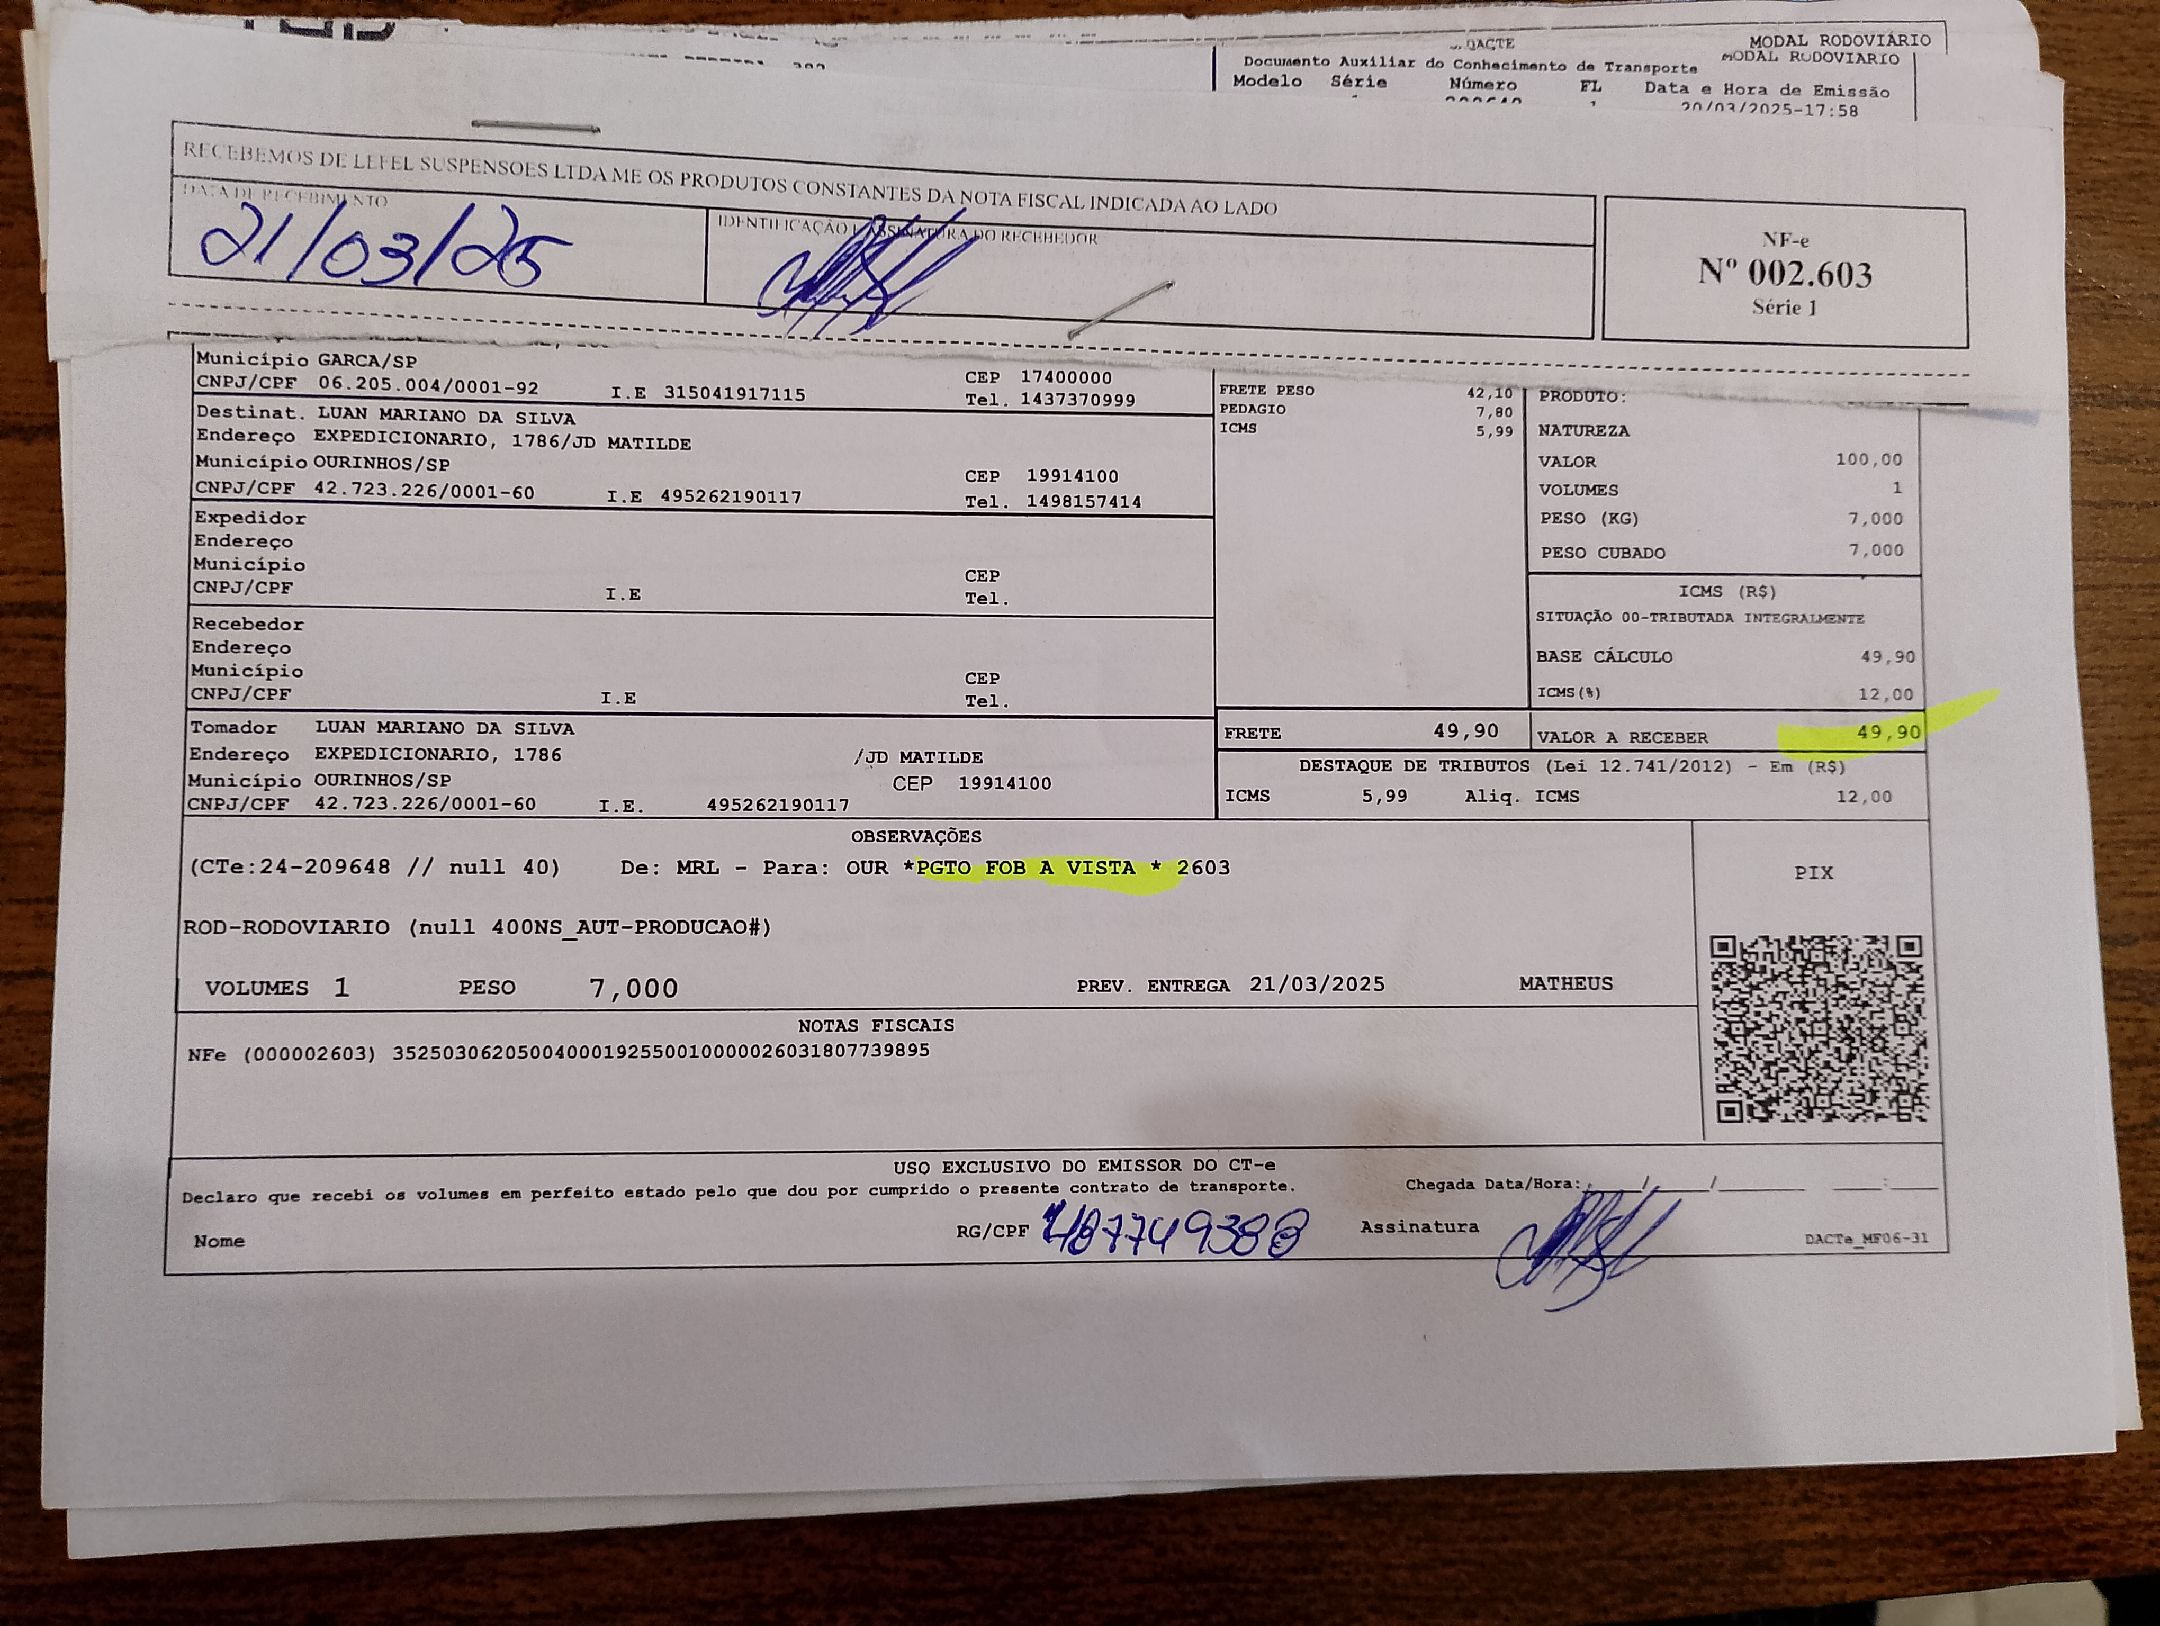 DACTE
MODAL RODOVIÁRIO
MODAL RODOVIARIO
Documento Auxiliar do Conhecimento de Transporte
Modelo Série Número FL Data e Hora de Emissão
20/03/2025-17:58
RECEBEMOS DE LEFEL SUSPENSOES LTDA ME OS PRODUTOS CONSTANTES DA NOTA FISCAL INDICADA AO LADO
DATA DE RECEBIMENTO
21/03/25
IDENTIFICAÇÃO E ASSINATURA DO RECEBEDOR
NF-e
Nº 002.603
Série 1
Município GARCA/SP
CNPJ/CPF 06.205.004/0001-92 I.E 315041917115
CEP 17400000
Tel. 1437370999
Destinat. LUAN MARIANO DA SILVA
Endereço EXPEDICIONARIO, 1786/JD MATILDE
Município OURINHOS/SP
CEP 19914100
CNPJ/CPF 42.723.226/0001-60 I.E 495262190117 Tel. 1498157414
Expedidor
Endereço
Município
CEP
CNPJ/CPF I.E Tel.
Recebedor
Endereço
Município
CEP
CNPJ/CPF I.E Tel.
Tomador LUAN MARIANO DA SILVA
Endereço EXPEDICIONARIO, 1786 /JD MATILDE
Município OURINHOS/SP CEP 19914100
CNPJ/CPF 42.723.226/0001-60 I.E. 495262190117
FRETE PESO 42,10
PEDAGIO 7,80
ICMS 5,99
PRODUTO:
NATUREZA
VALOR 100,00
VOLUMES 1
PESO (KG) 7,000
PESO CUBADO 7,000
ICMS (R$)
SITUAÇÃO 00-TRIBUTADA INTEGRALMENTE
BASE CÁLCULO 49,90
ICMS(%) 12,00
FRETE 49,90
VALOR A RECEBER 49,90
DESTAQUE DE TRIBUTOS (Lei 12.741/2012) - Em (R$)
ICMS 5,99 Aliq. ICMS 12,00
OBSERVAÇÕES
(CTe:24-209648 // null 40) De: MRL - Para: OUR *PGTO FOB A VISTA * 2603
ROD-RODOVIARIO (null 400NS_AUT-PRODUCAO#)
VOLUMES 1 PESO 7,000 PREV. ENTREGA 21/03/2025 MATHEUS
PIX
NOTAS FISCAIS
NFe (000002603) 35250306205004000192550010000026031807739895
USO EXCLUSIVO DO EMISSOR DO CT-e
Declaro que recebi os volumes em perfeito estado pelo que dou por cumprido o presente contrato de transporte.
Chegada Data/Hora: / / :
Nome
RG/CPF 487749388
Assinatura
DACTe_MF06-31